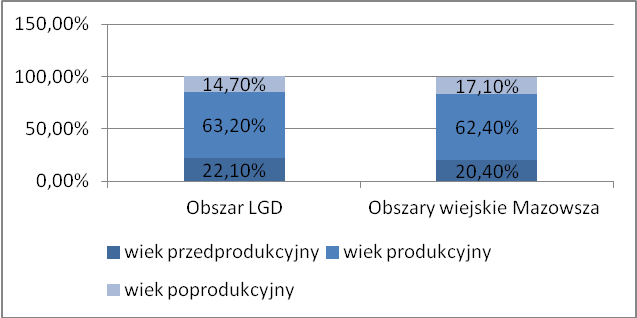 150,00%
100,00%
50,00%
0,00%
14,70%
17,10%
63,20%
62,40%
22,10%
20,40%
Obszar LGD
Obszary wiejskie Mazowsza
wiek przedprodukcyjny
wiek produkcyjny
wiek poprodukcyjny